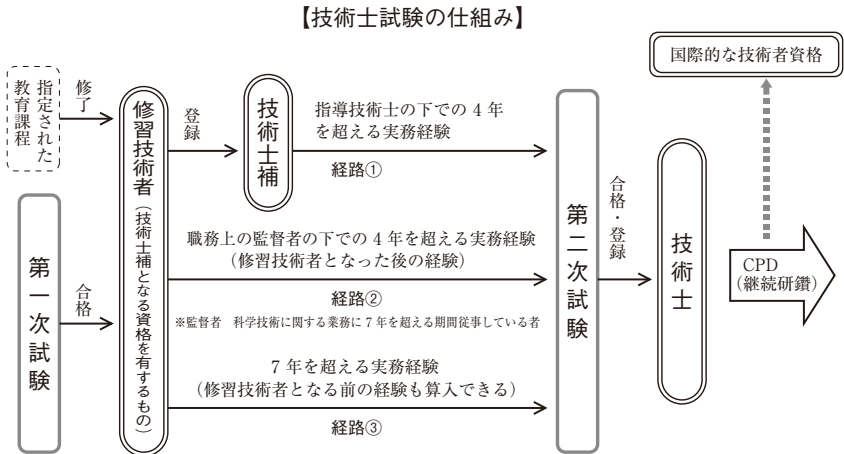 【技術士試験の仕組み】
国際的な技術者資格
指定された
教育課程
修了
修習技術者（技術士補となる資格を有するもの）
登録
技術士補
指導技術士の下での 4 年
を超える実務経験
経路①
職務上の監督者の下での 4 年を超える実務経験
（修習技術者となった後の経験）
経路②
※監督者　科学技術に関する業務に 7 年を超える期間従事している者
7 年を超える実務経験
（修習技術者となる前の経験も算入できる）
経路③
第一次試験
合格
第二次試験
合格・登録
技術士
CPD
（継続研鑽）